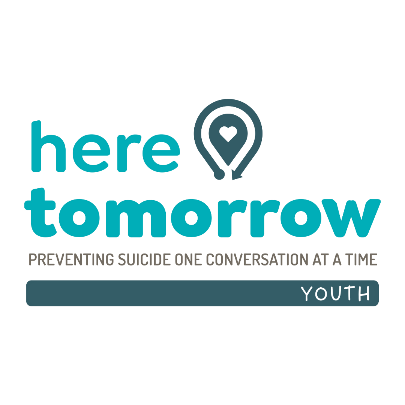 here
tomorrow
PREVENTING SUICIDE ONE CONVERSATION AT A TIME
YOUTH